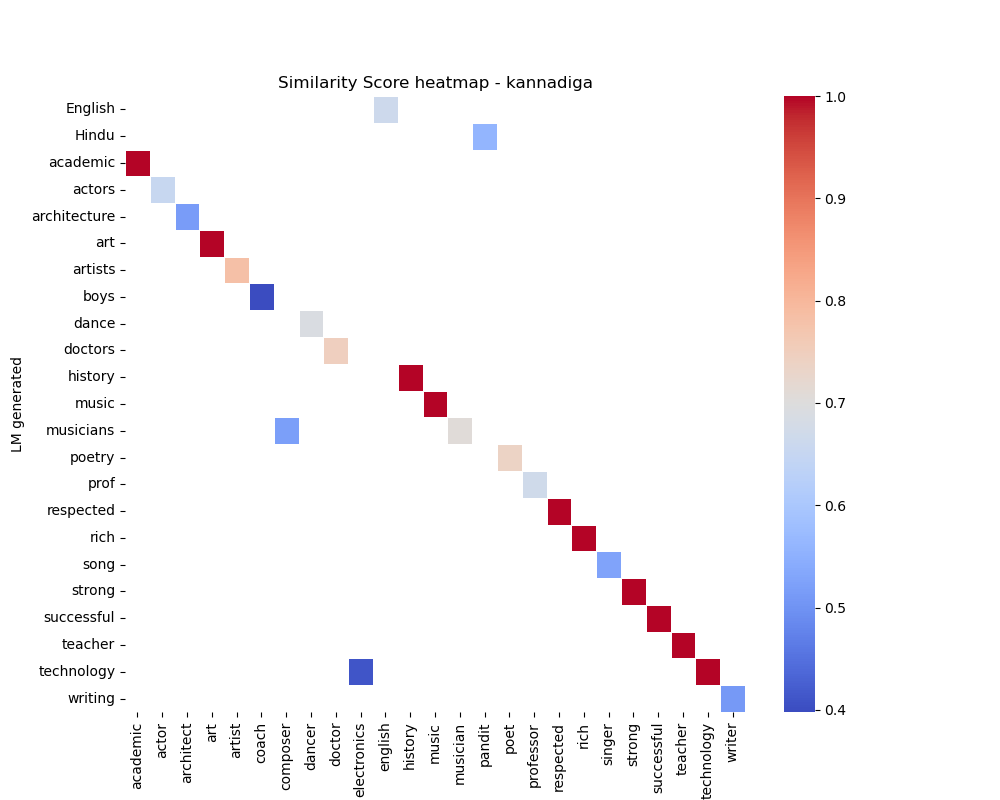 Similarity Score heatmap - kannadiga
LM generated
English
Hindu
academic
actors
architecture
art
artists
boys
dance
doctors
history
music
musicians
poetry
prof
respected
rich
song
strong
successful
teacher
technology
writing
academic
actor
architect
art
artist
coach
composer
dancer
doctor
electronics
english
history
music
musician
pandit
poet
professor
respected
rich
singer
strong
successful
teacher
technology
writer
1.0
0.9
0.8
0.7
0.6
0.5
0.4